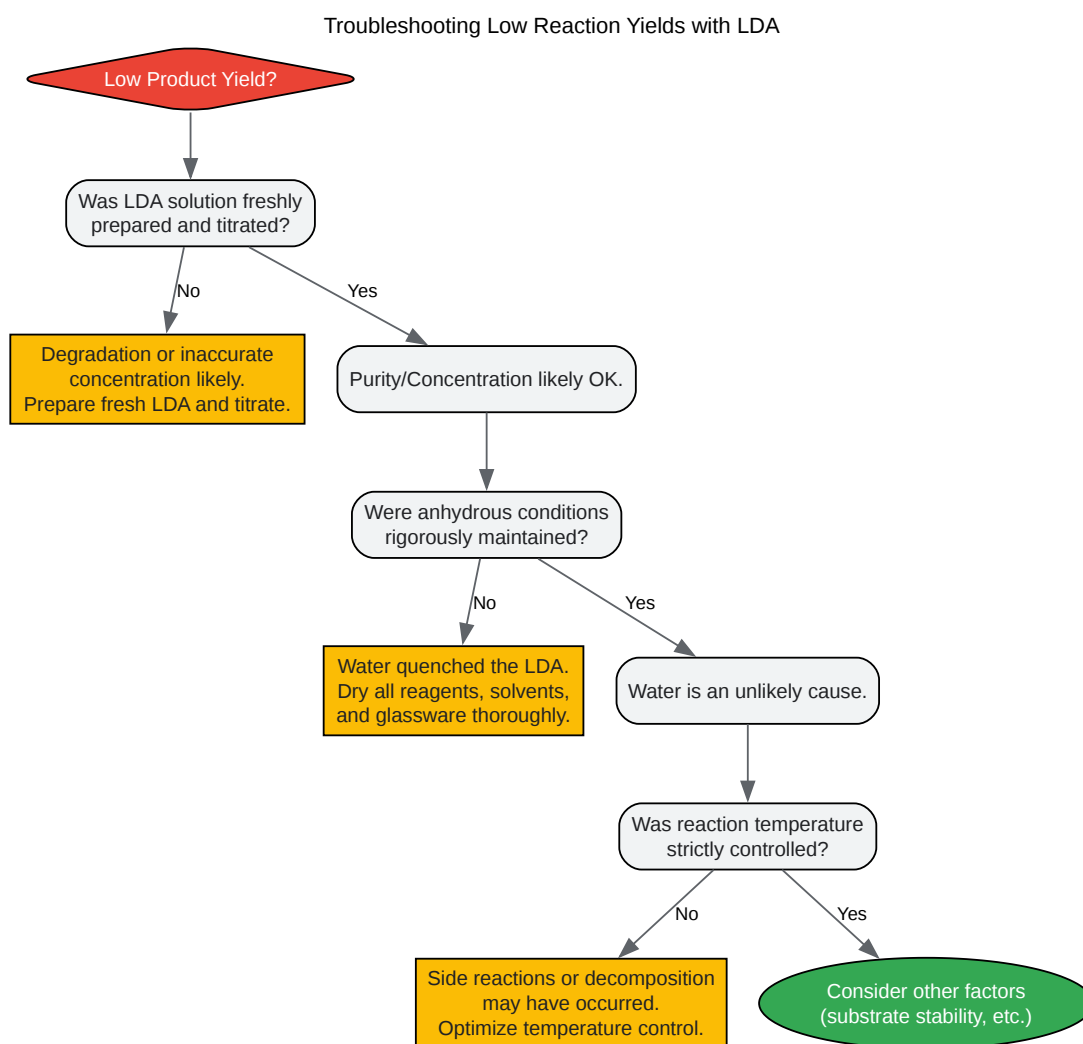 Troubleshooting Low Reaction Yields with LDA
Low Product Yield?
Was LDA solution freshly
prepared and titrated?
No
Yes
Degradation or inaccurate
concentration likely.
Prepare fresh LDA and titrate.
Purity/Concentration likely OK.
Were anhydrous conditions
rigorously maintained?
No
Yes
Water quenched the LDA.
Dry all reagents, solvents,
and glassware thoroughly.
Water is an unlikely cause.
Was reaction temperature
strictly controlled?
No
Yes
Side reactions or decomposition
may have occurred.
Optimize temperature control.
Consider other factors
(substrate stability, etc.)